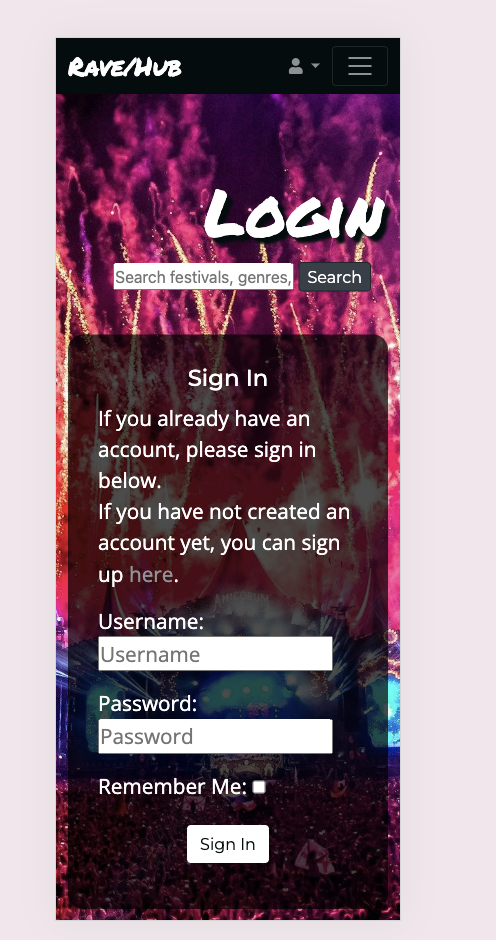 Rave/Hub
Login
Search festivals, genres,
Search
Sign In
If you already have an
account, please sign in
below.
If you have not created an
account yet, you can sign
up here.
Username:
Username
Password:
Password
Remember Me:
Sign In